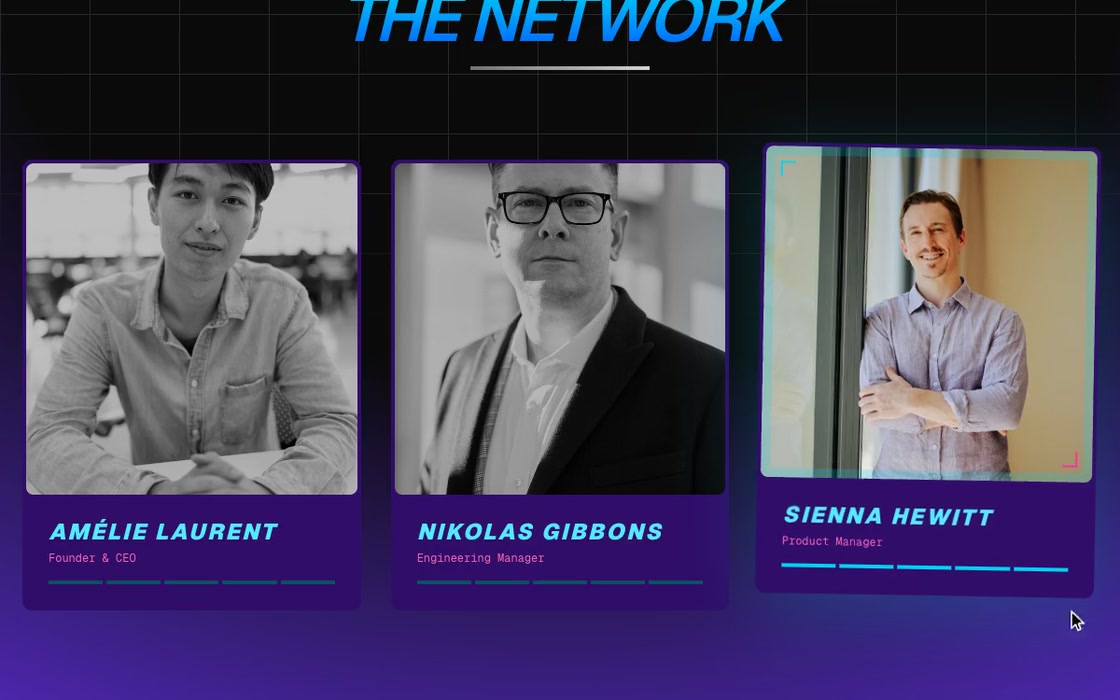 THE NETWORK
AMÉLIE LAURENT
Founder & CEO
NIKOLAS GIBBONS
Engineering Manager
SIENNA HEWITT
Product Manager